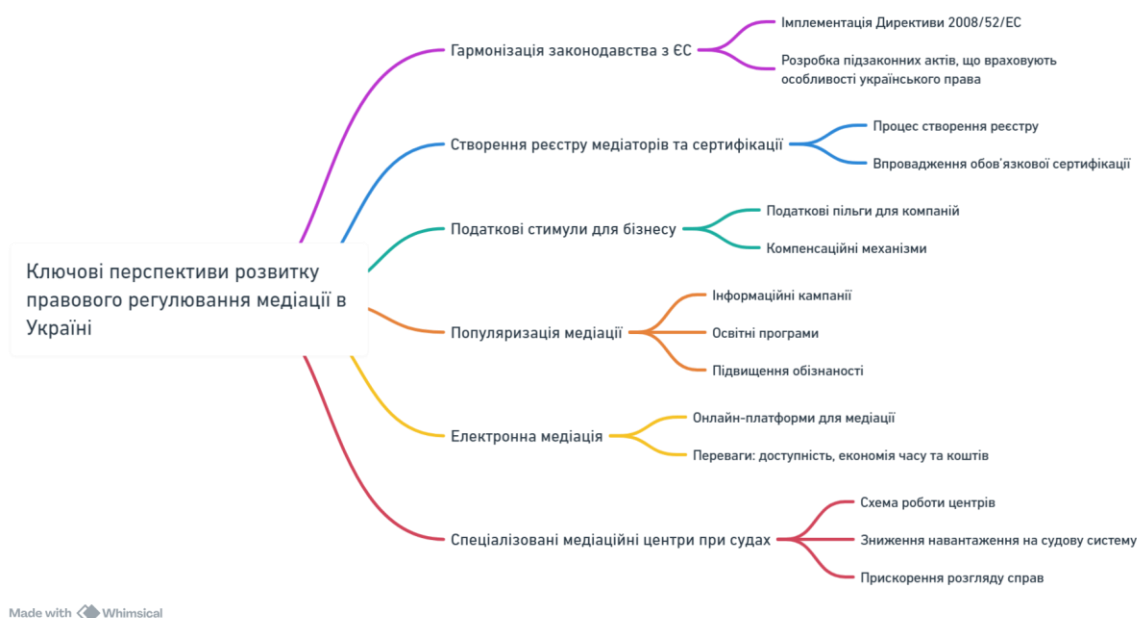 Ключові перспективи розвитку
правового регулювання медіації в
Україні
Гармонізація законодавства з ЄС
Імплементація Директиви 2008/52/ЕС
Розробка підзаконних актів, що враховують
особливості українського права
Створення реєстру медіаторів та сертифікації
Процес створення реєстру
Впровадження обов'язкової сертифікації
Податкові стимули для бізнесу
Податкові пільги для компаній
Компенсаційні механізми
Популяризація медіації
Інформаційні кампанії
Освітні програми
Підвищення обізнаності
Електронна медіація
Онлайн-платформи для медіації
Переваги: доступність, економія часу та коштів
Спеціалізовані медіаційні центри при судах
Схема роботи центрів
Зниження навантаження на судову систему
Прискорення розгляду справ
Made with Whimsical